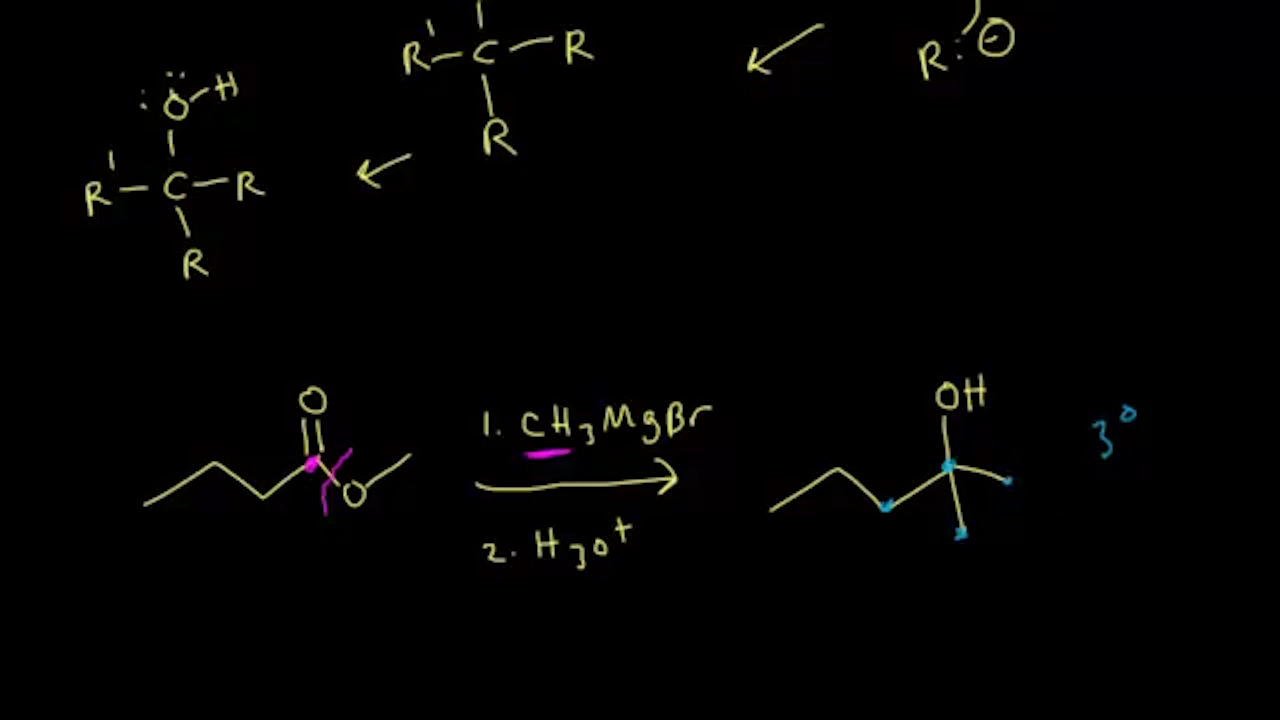 R' C R
R
R : ⊖
: O H
R' C R
R
O
O
1. CH3MgBr
2. H3O+
OH
3°